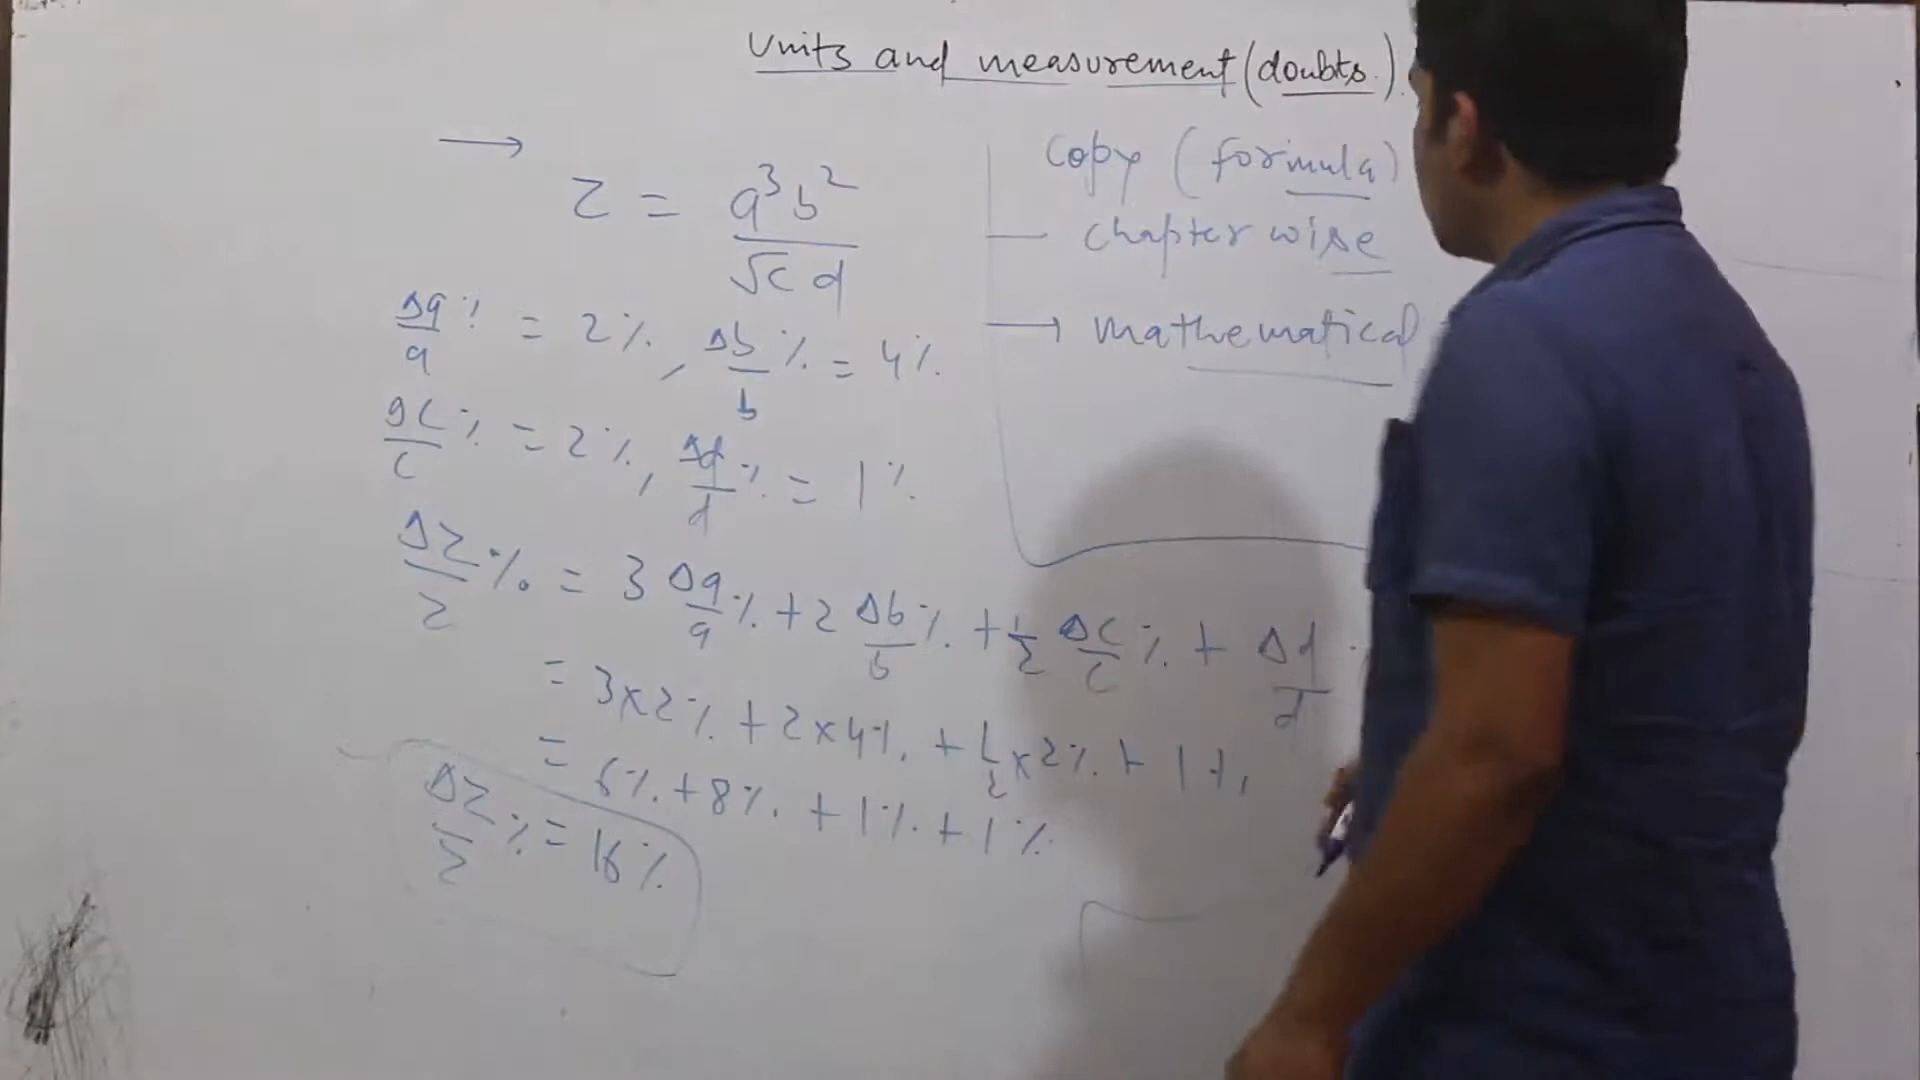 Units and measurement (doubts.)
→
z = a³b² / √c d
Δa/a % = 2%, Δb/b % = 4%
Δc/c % = 2%, Δd/d % = 1%
Δz/z % = 3 Δa/a % + 2 Δb/b % + 1/2 Δc/c % + Δd/d
= 3×2% + 2×4% + 1/2×2% + 1%
= 6% + 8% + 1% + 1%
Δz/z % = 16%
Copy (formula)
— Chapter wise
→ mathematical